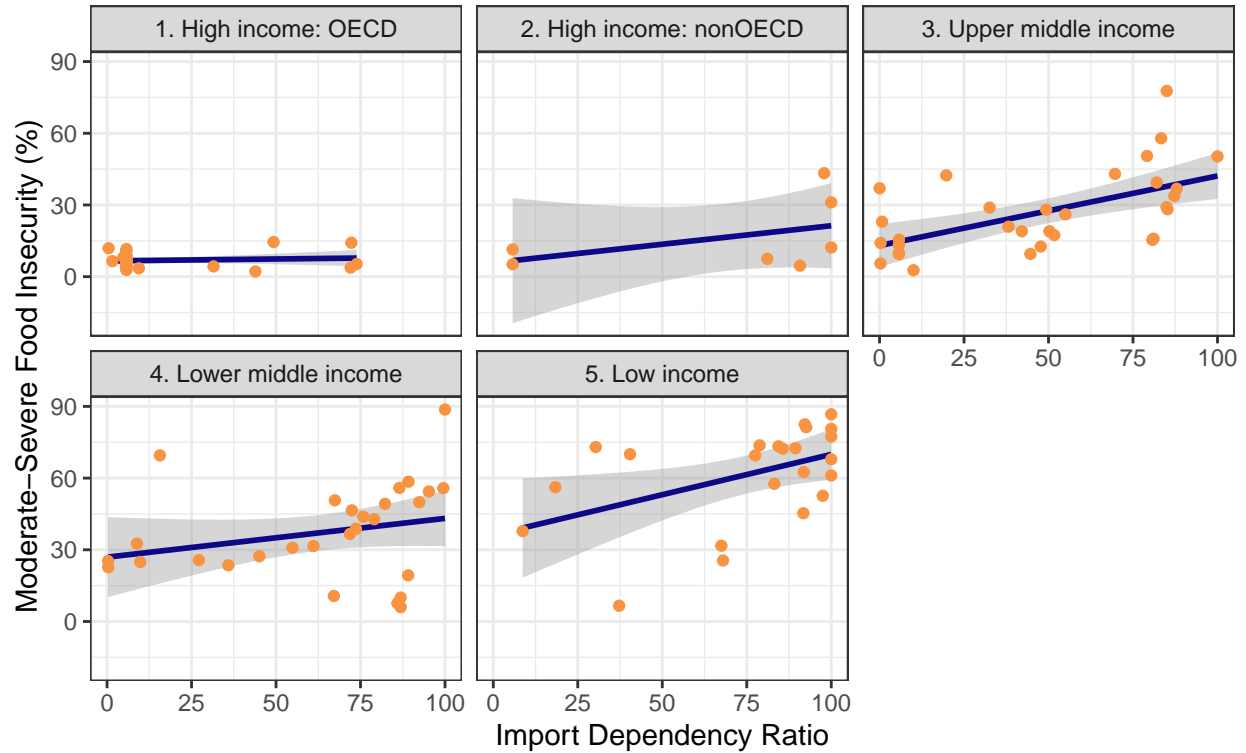 1. High income: OECD
2. High income: nonOECD
3. Upper middle income
90
60
30
0
0 25 50 75 100
4. Lower middle income
5. Low income
90
60
30
0
0 25 50 75 100
0 25 50 75 100
Import Dependency Ratio
Moderate−Severe Food Insecurity (%)